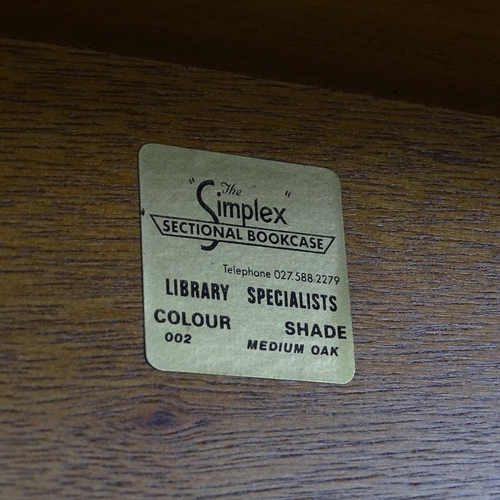 "The Simplex"
SECTIONAL BOOKCASE
Telephone 027.588.2279
LIBRARY SPECIALISTS
COLOUR SHADE
002 MEDIUM OAK